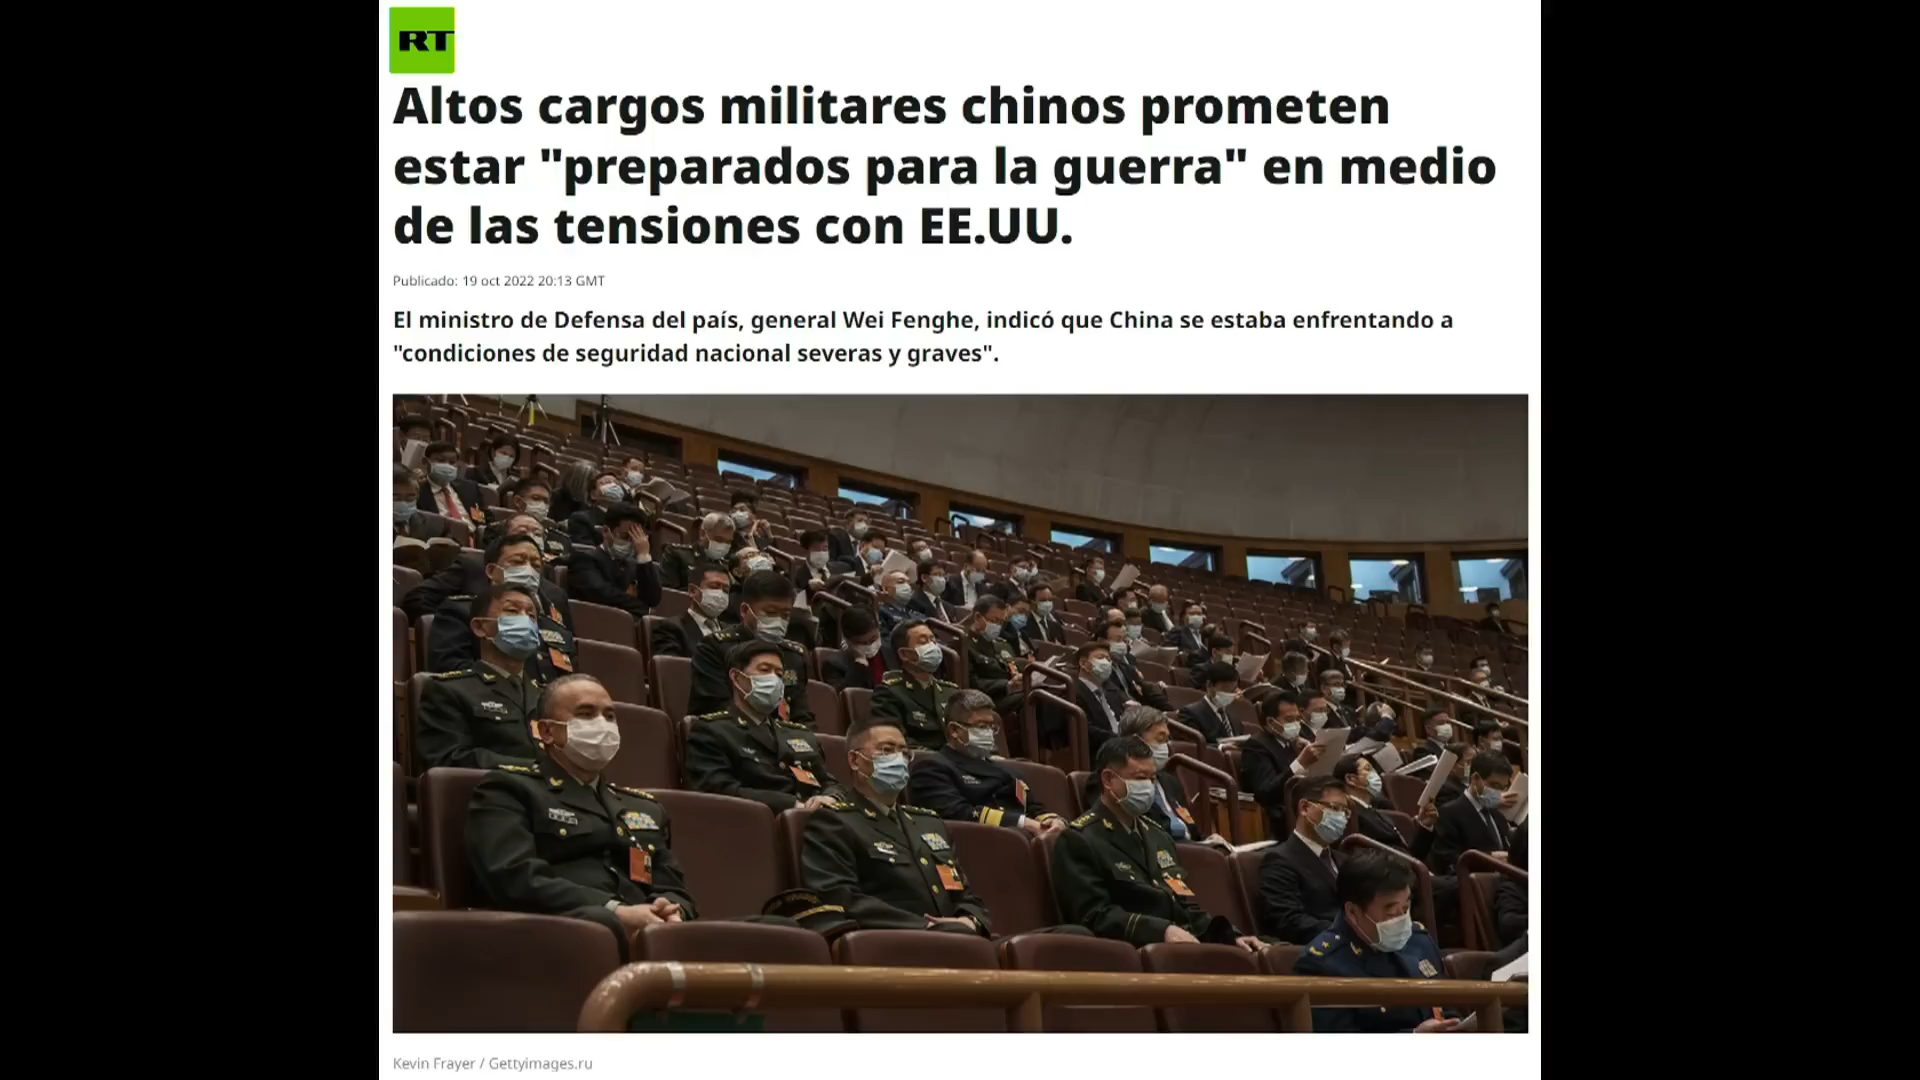 RT
Altos cargos militares chinos prometen
estar "preparados para la guerra" en medio
de las tensiones con EE.UU.
Publicado: 19 oct 2022 20:13 GMT
El ministro de Defensa del país, general Wei Fenghe, indicó que China se estaba enfrentando a
"condiciones de seguridad nacional severas y graves".
Kevin Frayer / Gettyimages.ru